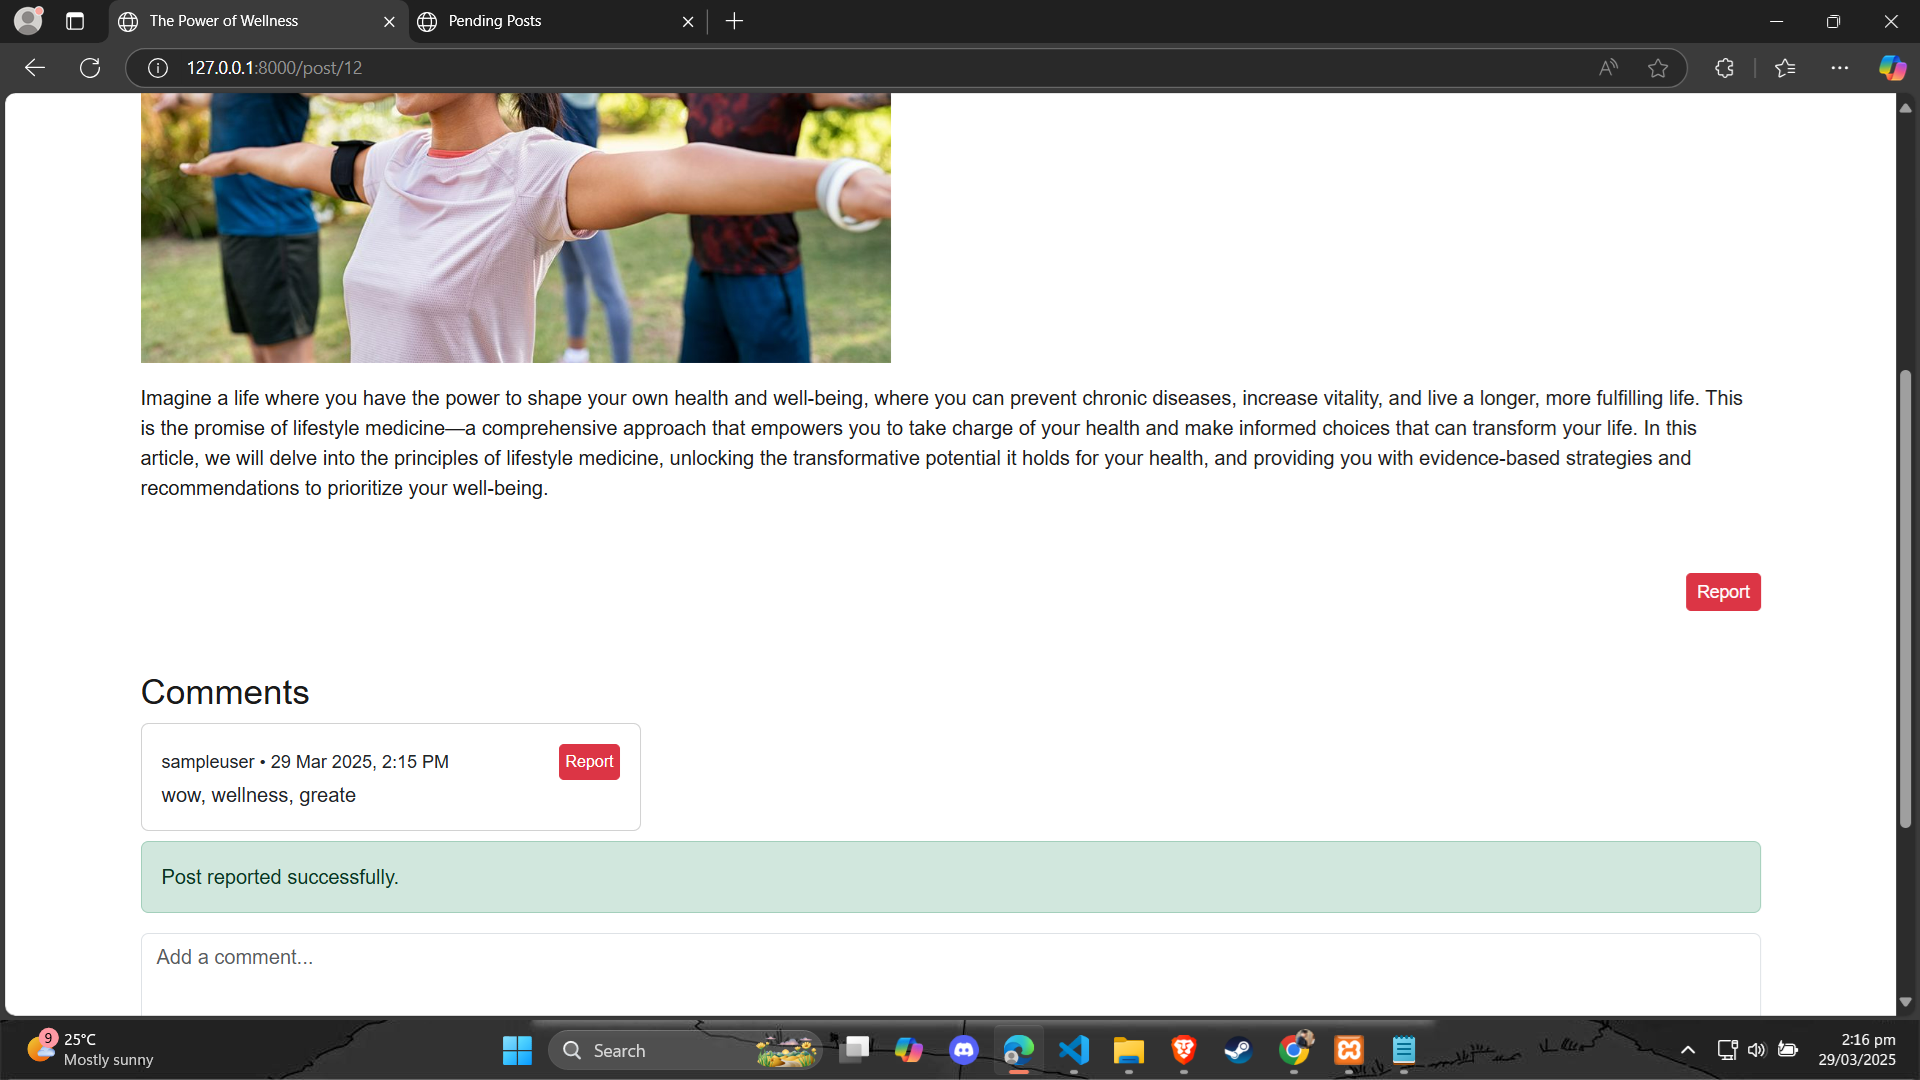 The Power of Wellness
Pending Posts
127.0.0.1:8000/post/12
Imagine a life where you have the power to shape your own health and well-being, where you can prevent chronic diseases, increase vitality, and live a longer, more fulfilling life. This
is the promise of lifestyle medicine—a comprehensive approach that empowers you to take charge of your health and make informed choices that can transform your life. In this
article, we will delve into the principles of lifestyle medicine, unlocking the transformative potential it holds for your health, and providing you with evidence-based strategies and
recommendations to prioritize your well-being.
Report
Comments
sampleuser • 29 Mar 2025, 2:15 PM
Report
wow, wellness, greate
Post reported successfully.
Add a comment...
9
25°C
Mostly sunny
Search
2:16 pm
29/03/2025